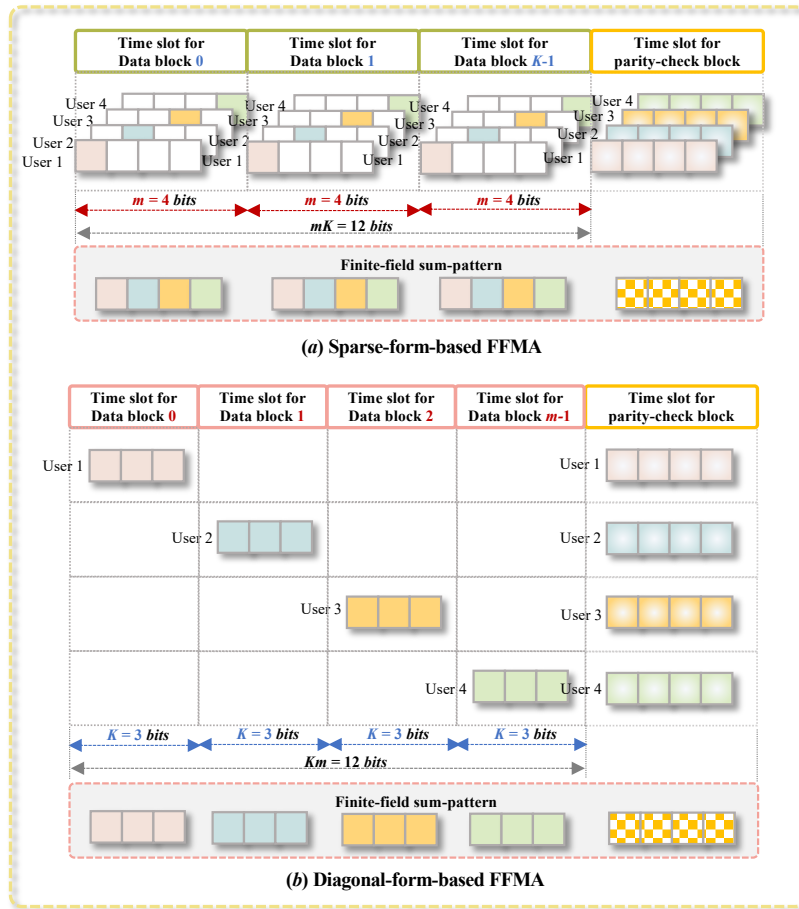 Time slot for
Data block 0
Time slot for
Data block 1
Time slot for
Data block K-1
Time slot for
parity-check block
User 4
User 3
User 2
User 1
User 4
User 3
User 2
User 1
User 4
User 3
User 2
User 1
User 4
User 3
User 2
User 1
m = 4 bits
m = 4 bits
m = 4 bits
mK = 12 bits
Finite-field sum-pattern
(a) Sparse-form-based FFMA
Time slot for
Data block 0
Time slot for
Data block 1
Time slot for
Data block 2
Time slot for
Data block m-1
Time slot for
parity-check block
User 1
User 1
User 2
User 2
User 3
User 3
User 4
User 4
K = 3 bits
K = 3 bits
K = 3 bits
K = 3 bits
Km = 12 bits
Finite-field sum-pattern
(b) Diagonal-form-based FFMA